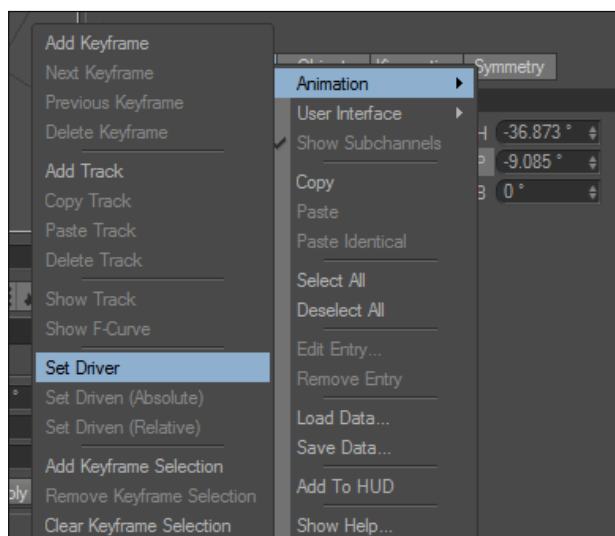 Add Keyframe
Next Keyframe
Previous Keyframe
Delete Keyframe
Add Track
Copy Track
Paste Track
Delete Track
Show Track
Show F-Curve
Set Driver
Set Driven (Absolute)
Set Driven (Relative)
Add Keyframe Selection
Remove Keyframe Selection
Clear Keyframe Selection
Animation
User Interface
Show Subchannels
Copy
Paste
Paste Identical
Select All
Deselect All
Edit Entry...
Remove Entry
Load Data...
Save Data...
Add To HUD
Show Help...
Symmetry
H -36.873 °
P -9.085 °
B 0 °